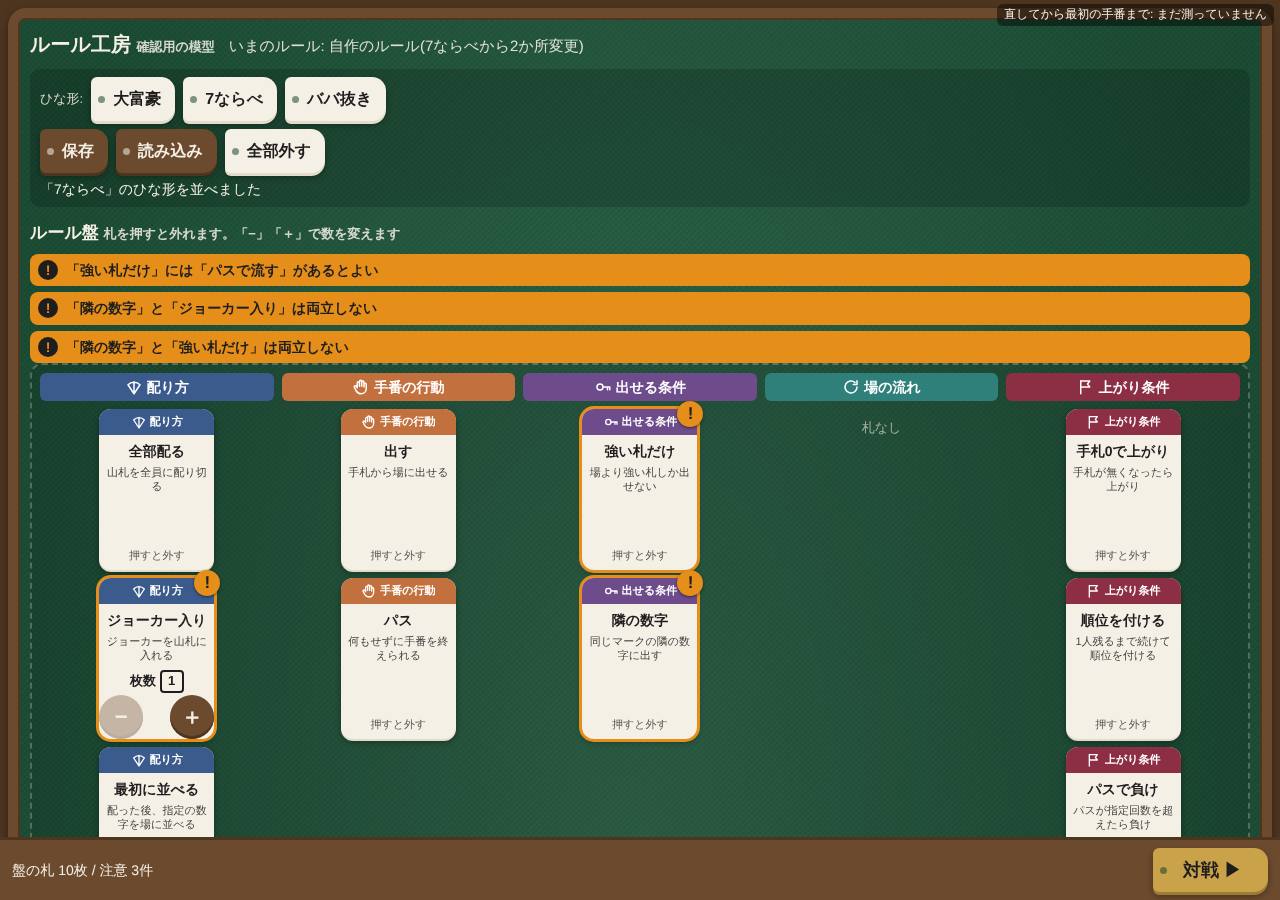 直してから最初の手番まで: まだ測っていません
ルール工房 確認用の模型 いまのルール: 自作のルール(7ならべから2か所変更)
ひな形: 大富豪 7ならべ ババ抜き
保存 読み込み 全部外す
「7ならべ」のひな形を並べました
ルール盤 札を押すと外れます。「−」「+」で数を変えます
! 「強い札だけ」には「パスで流す」があるとよい
! 「隣の数字」と「ジョーカー入り」は両立しない
! 「隣の数字」と「強い札だけ」は両立しない
配り方 手番の行動 出せる条件 場の流れ 上がり条件
配り方
全部配る
山札を全員に配り切
る
押すと外す
手番の行動
出す
手札から場に出せる
押すと外す
出せる条件 !
強い札だけ
場より強い札しか出
せない
押すと外す
札なし
上がり条件
手札0で上がり
手札が無くなったら
上がり
押すと外す
配り方 !
ジョーカー入り
ジョーカーを山札に
入れる
枚数 1
− +
手番の行動
パス
何もせずに手番を終
えられる
押すと外す
出せる条件 !
隣の数字
同じマークの隣の数
字に出す
押すと外す
上がり条件
順位を付ける
1人残るまで続けて
順位を付ける
押すと外す
配り方
最初に並べる
配った後、指定の数
字を場に並べる
上がり条件
パスで負け
パスが指定回数を超
えたら負け
盤の札 10枚 / 注意 3件
対戦 ▶